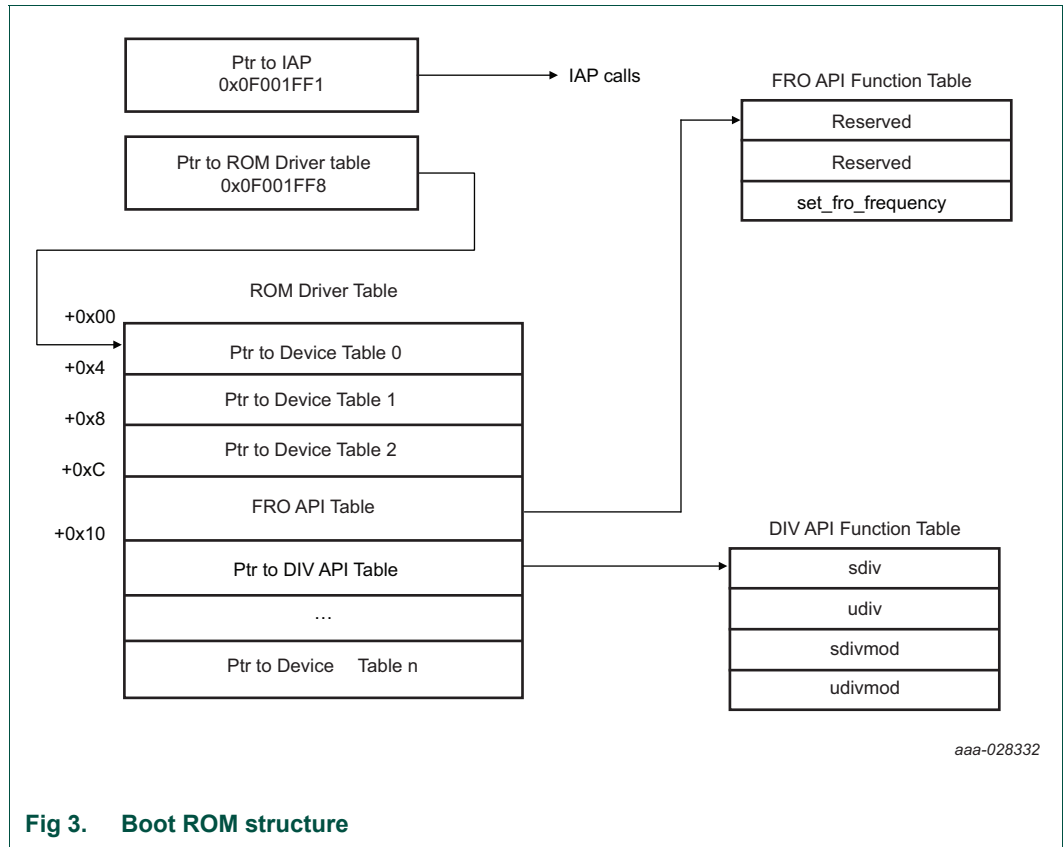 Ptr to IAP
0x0F001FF1
IAP calls
Ptr to ROM Driver table
0x0F001FF8
FRO API Function Table
Reserved
Reserved
set_fro_frequency
ROM Driver Table
+0x00
Ptr to Device Table 0
+0x4
Ptr to Device Table 1
+0x8
Ptr to Device Table 2
+0xC
FRO API Table
+0x10
Ptr to DIV API Table
...
Ptr to Device Table n
DIV API Function Table
sdiv
udiv
sdivmod
udivmod
aaa-028332
Fig 3. Boot ROM structure